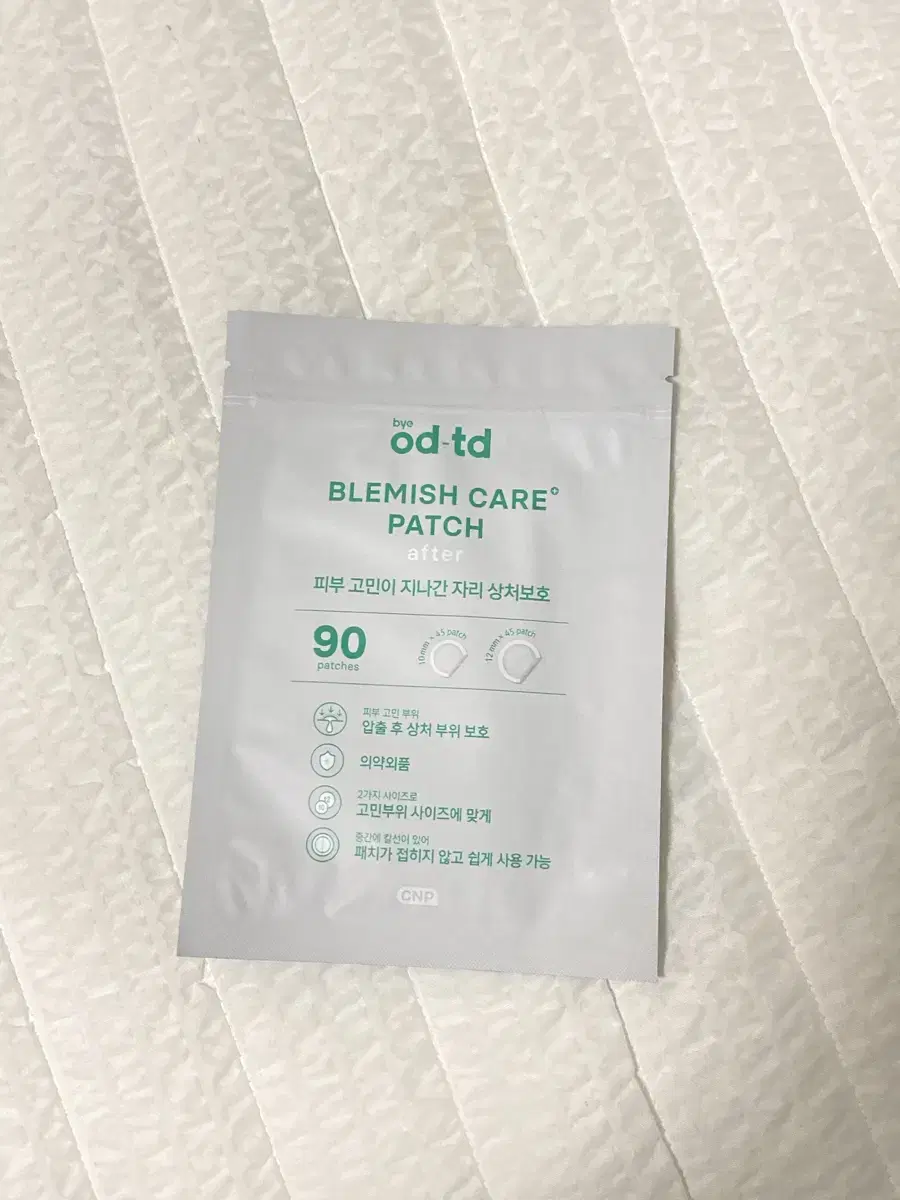 bye
od-td
BLEMISH CARE+
PATCH
after
피부 고민이 지나간 자리 상처보호
90
patches
10mm × 45 patch
12mm × 45 patch
피부 고민 부위
압출 후 상처 부위 보호
의약외품
2가지 사이즈로
고민부위 사이즈에 맞게
중간에 칼선이 있어
패치가 접히지 않고 쉽게 사용 가능
CNP